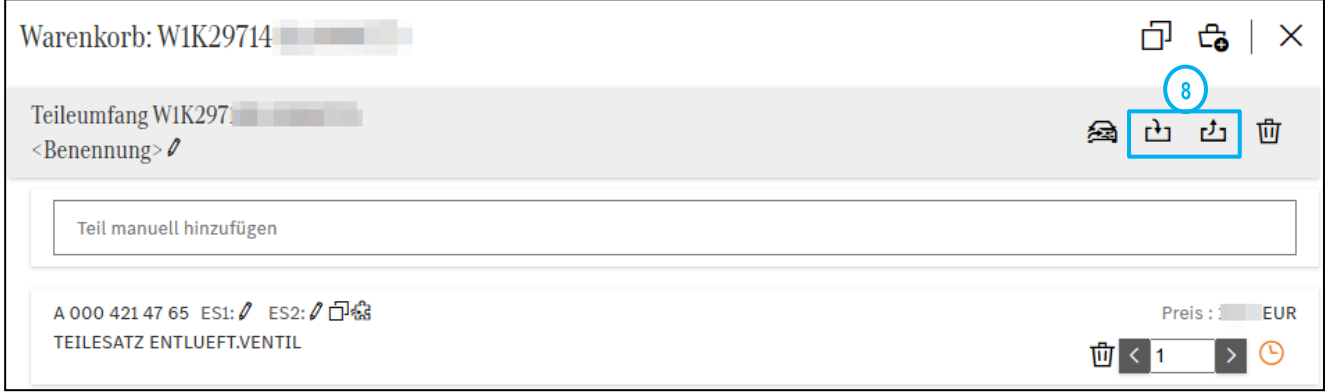 Warenkorb: W1K29714
8
Teileumfang W1K297
<Benennung>
Teil manuell hinzufügen
A 000 421 47 65 ES1: ES2:
Preis : EUR
TEILESATZ ENTLUEFT.VENTIL
1